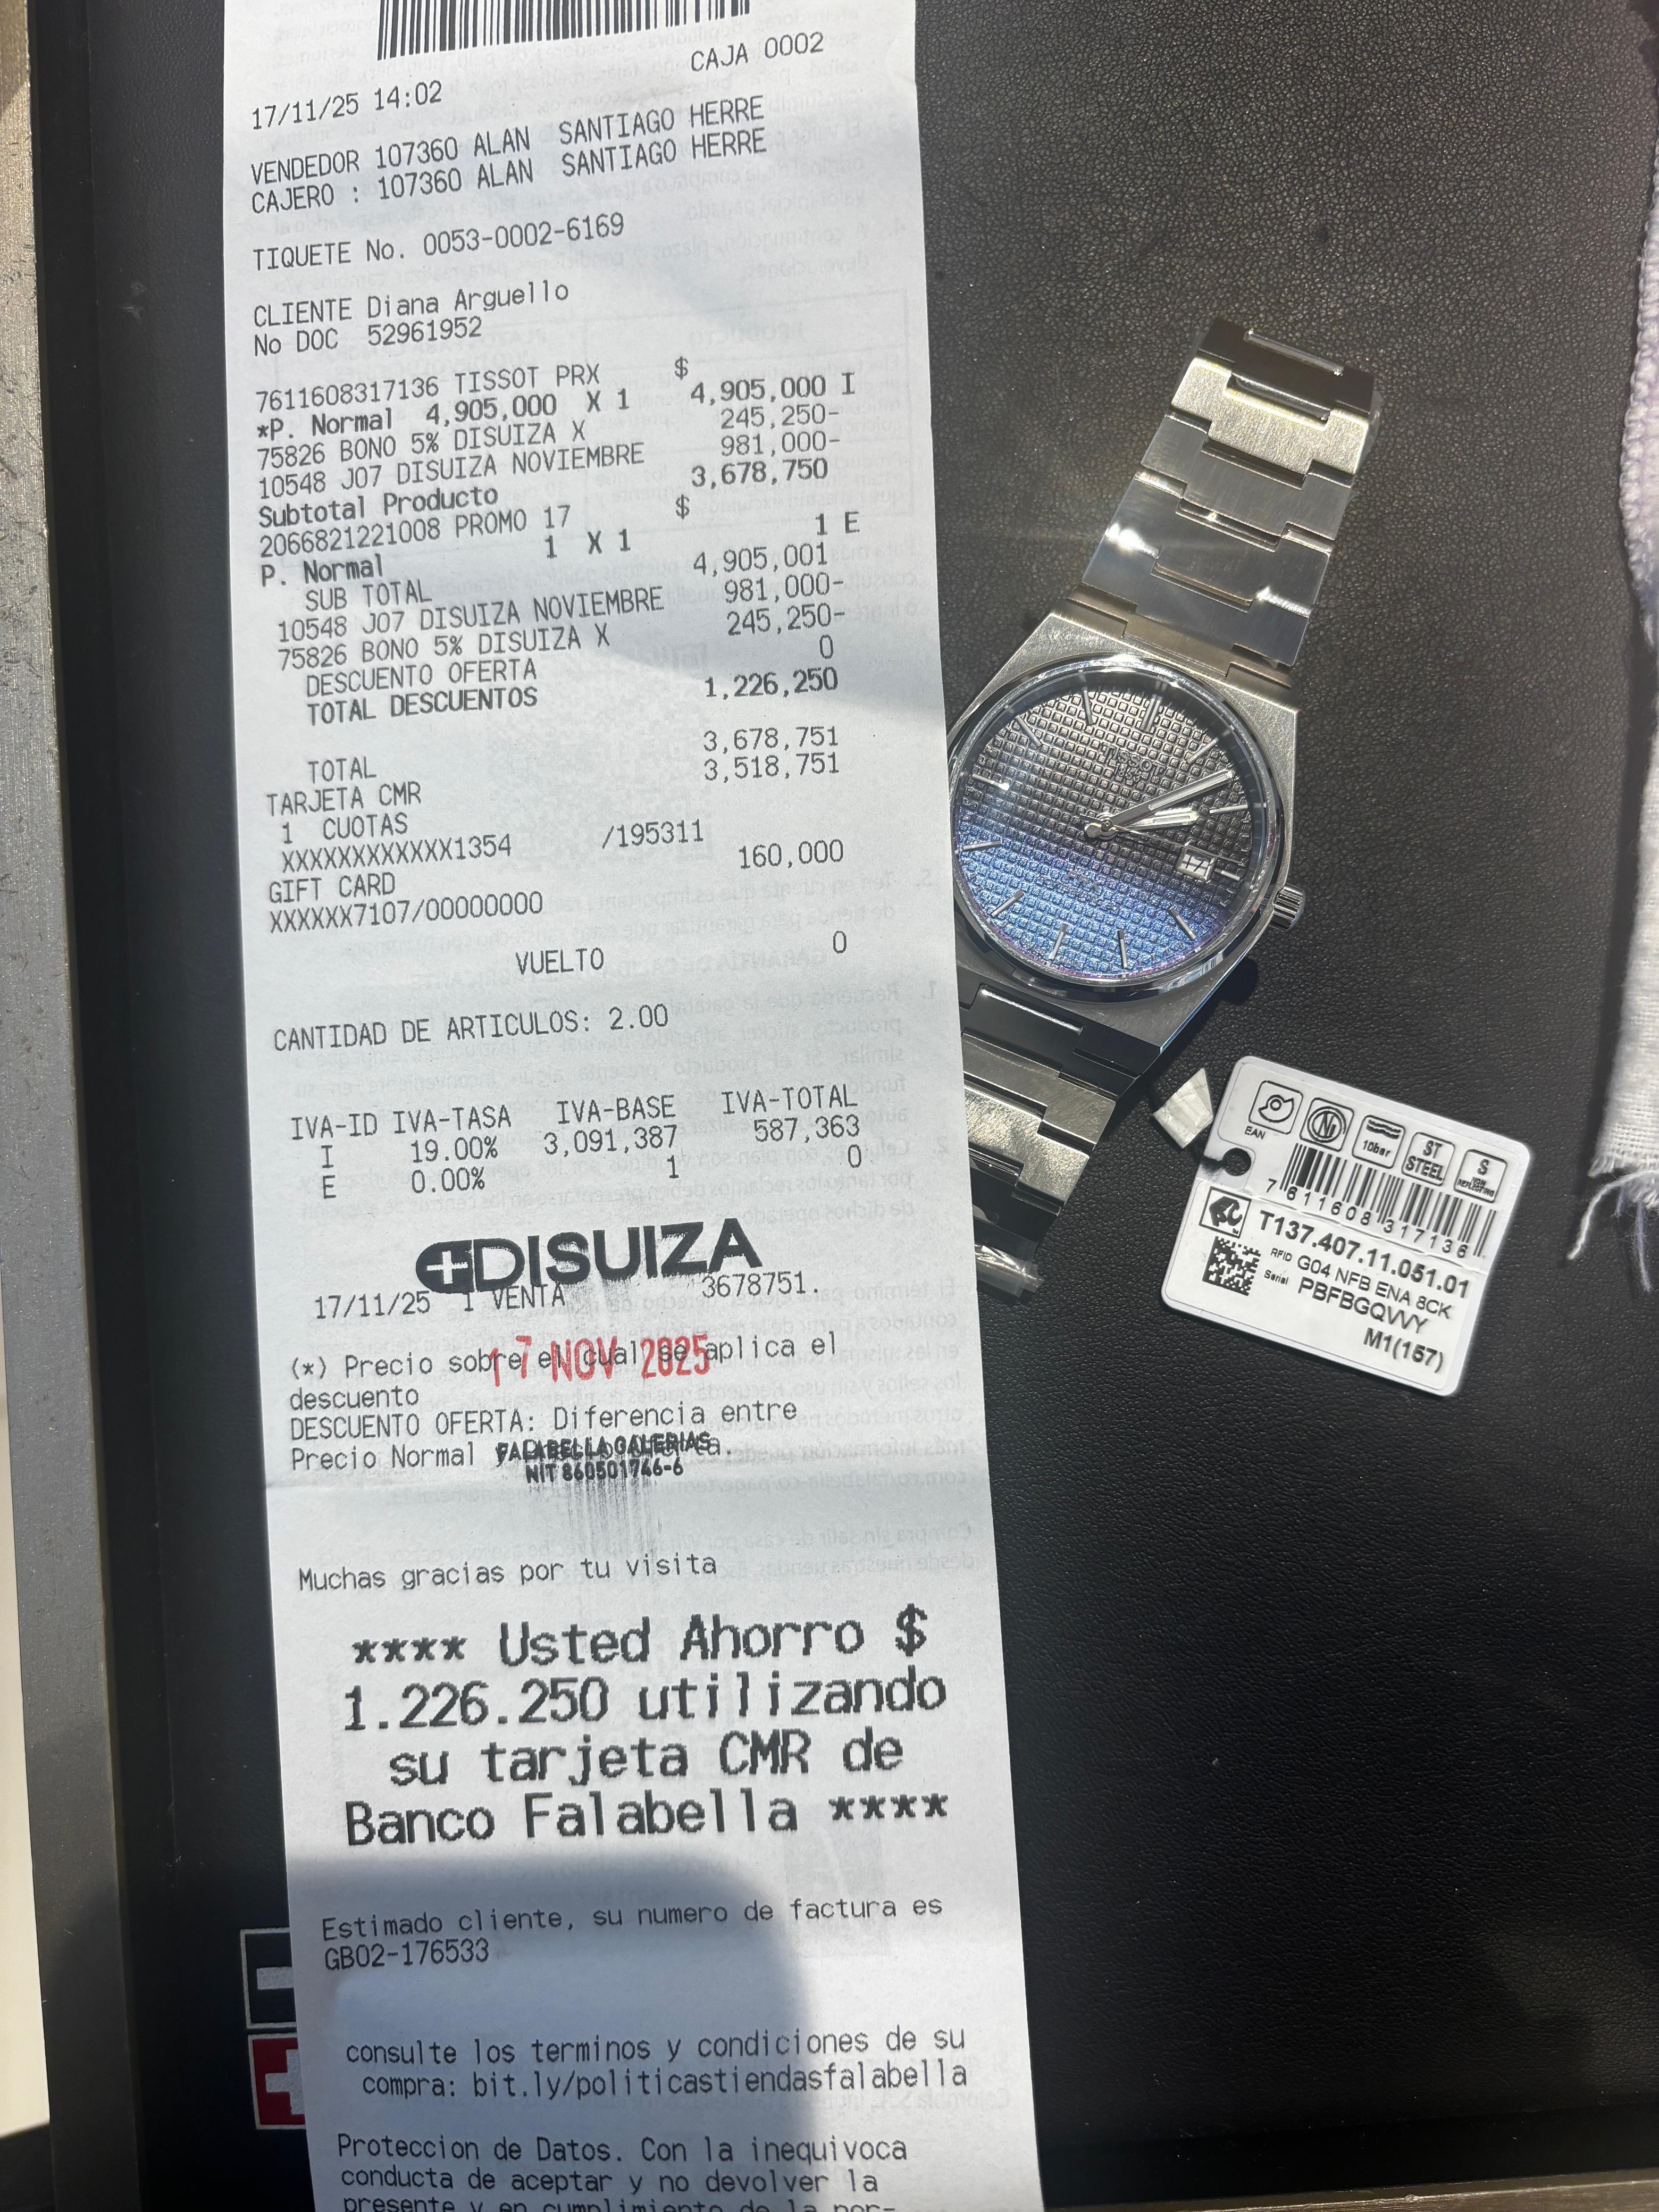 CAJA 0002
17/11/25 14:02
VENDEDOR 107360 ALAN SANTIAGO HERRE
CAJERO : 107360 ALAN SANTIAGO HERRE
TIQUETE No. 0053-0002-6169
CLIENTE Diana Arguello
No DOC 52961952
7611608317136 TISSOT PRX $
*P. Normal 4,905,000 X 1 4,905,000 I
75826 BONO 5% DISUIZA X 245,250-
10548 J07 DISUIZA NOVIEMBRE 981,000-
Subtotal Producto 3,678,750
2066821221008 PROMO 17 $
P. Normal 1 X 1 1 E
SUB TOTAL 4,905,001
10548 J07 DISUIZA NOVIEMBRE 981,000-
75826 BONO 5% DISUIZA X 245,250-
DESCUENTO OFERTA 0
TOTAL DESCUENTOS 1,226,250
TOTAL 3,678,751
TARJETA CMR 3,518,751
1 CUOTAS
XXXXXXXXXXXX1354 /195311
GIFT CARD 160,000
XXXXXX7107/00000000
VUELTO 0
CANTIDAD DE ARTICULOS: 2.00
IVA-ID IVA-TASA IVA-BASE IVA-TOTAL
I 19.00% 3,091,387 587,363
E 0.00% 1 0
DISUIZA
17/11/25 1 VENTA 3678751.
(*) Precio sobre el cual se aplica el
17 NOV 2025
descuento
DESCUENTO OFERTA: Diferencia entre
Precio Normal
FALABELLA GALERIAS
NIT 860501746-6
Muchas gracias por tu visita
**** Usted Ahorro $
1.226.250 utilizando
su tarjeta CMR de
Banco Falabella ****
Estimado cliente, su numero de factura es
GB02-176533
consulte los terminos y condiciones de su
compra: bit.ly/politicastiendasfalabella
Proteccion de Datos. Con la inequivoca
conducta de aceptar y no devolver la
presente y en cumplimiento de la nor-
TISSOT
17
EAN
10bar
ST
STEEL
S
7611608317136
T137.407.11.051.01
RFID G04 NFB ENA 8CK
Serial PBFBGQVVY
M1(157)